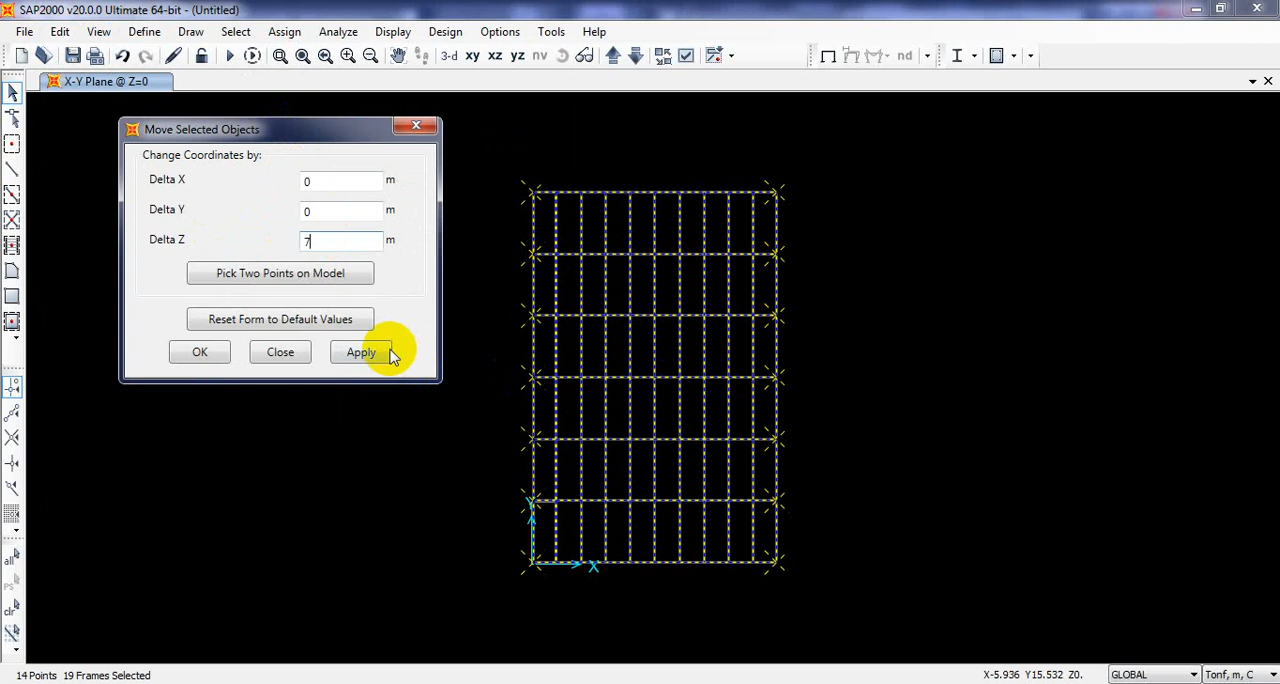 SAP2000 v20.0.0 Ultimate 64-bit - (Untitled)
File Edit View Define Draw Select Assign Analyze Display Design Options Tools Help
3-d xy xz yz nv nd
X-Y Plane @ Z=0
Move Selected Objects
Change Coordinates by:
Delta X 0 m
Delta Y 0 m
Delta Z 7 m
Pick Two Points on Model
Reset Form to Default Values
OK Close Apply
Y
X
all
ps
clr
14 Points 19 Frames Selected X-5.936 Y15.532 Z0. GLOBAL Tonf, m, C